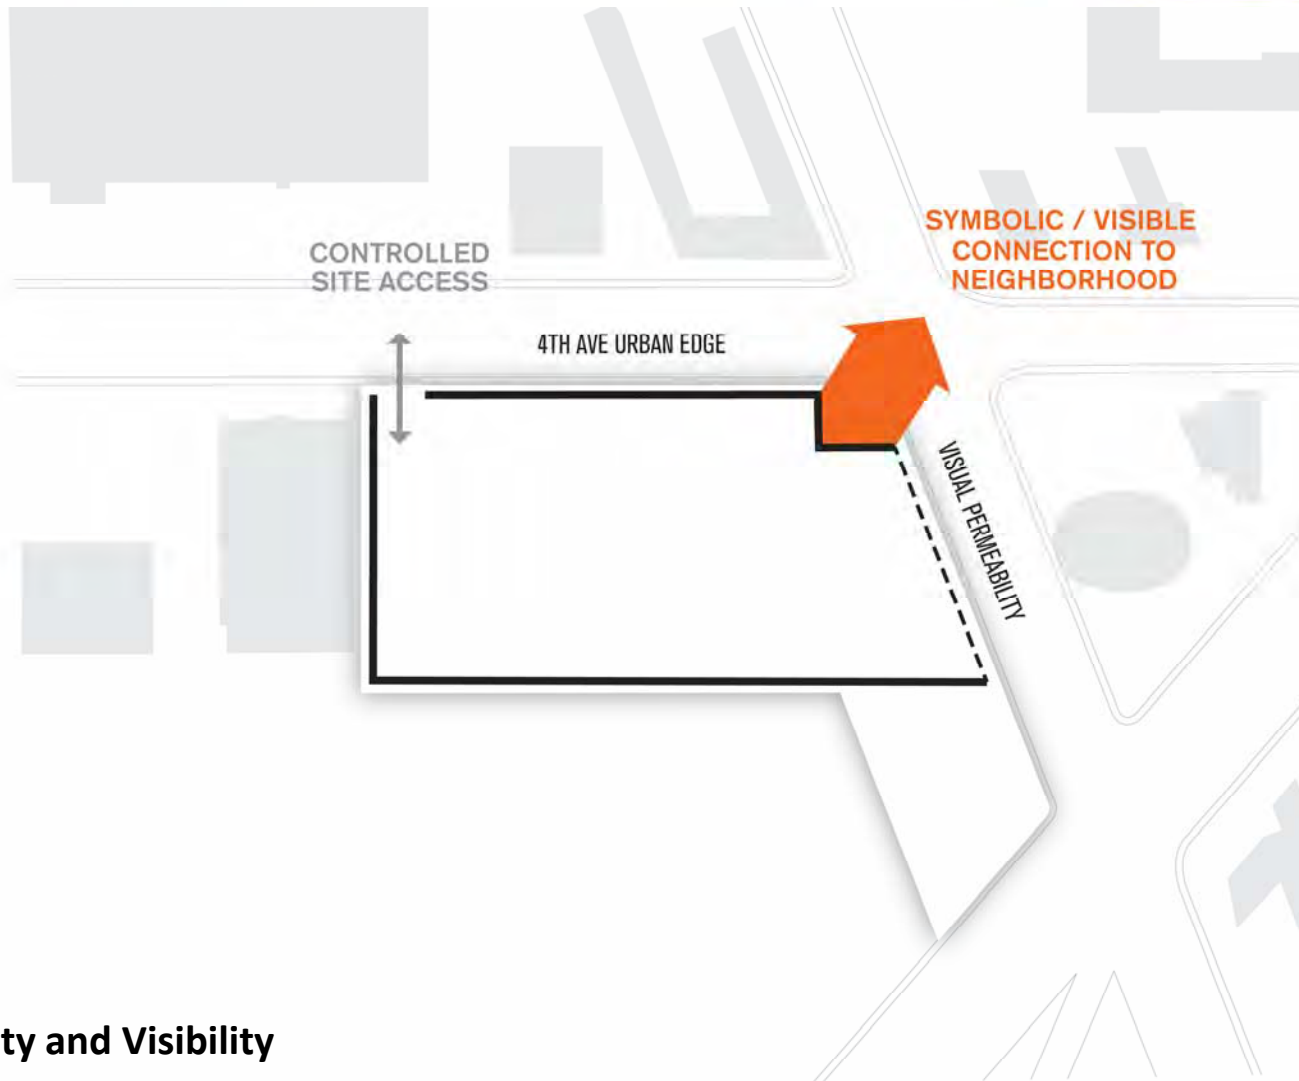 SYMBOLIC / VISIBLE
CONNECTION TO
NEIGHBORHOOD
CONTROLLED
SITE ACCESS
4TH AVE URBAN EDGE
VISUAL PERMEABILITY
ty and Visibility